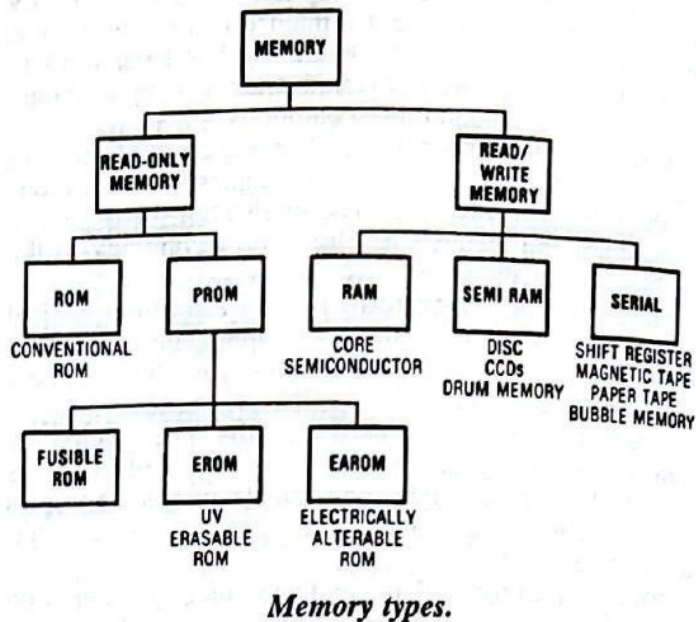 MEMORY
READ-ONLY
MEMORY
READ/
WRITE
MEMORY
ROM
CONVENTIONAL
ROM
PROM
RAM
CORE
SEMICONDUCTOR
SEMI RAM
DISC
CCDs
DRUM MEMORY
SERIAL
SHIFT REGISTER
MAGNETIC TAPE
PAPER TAPE
BUBBLE MEMORY
FUSIBLE
ROM
EROM
UV
ERASABLE
ROM
EAROM
ELECTRICALLY
ALTERABLE
ROM
Memory types.